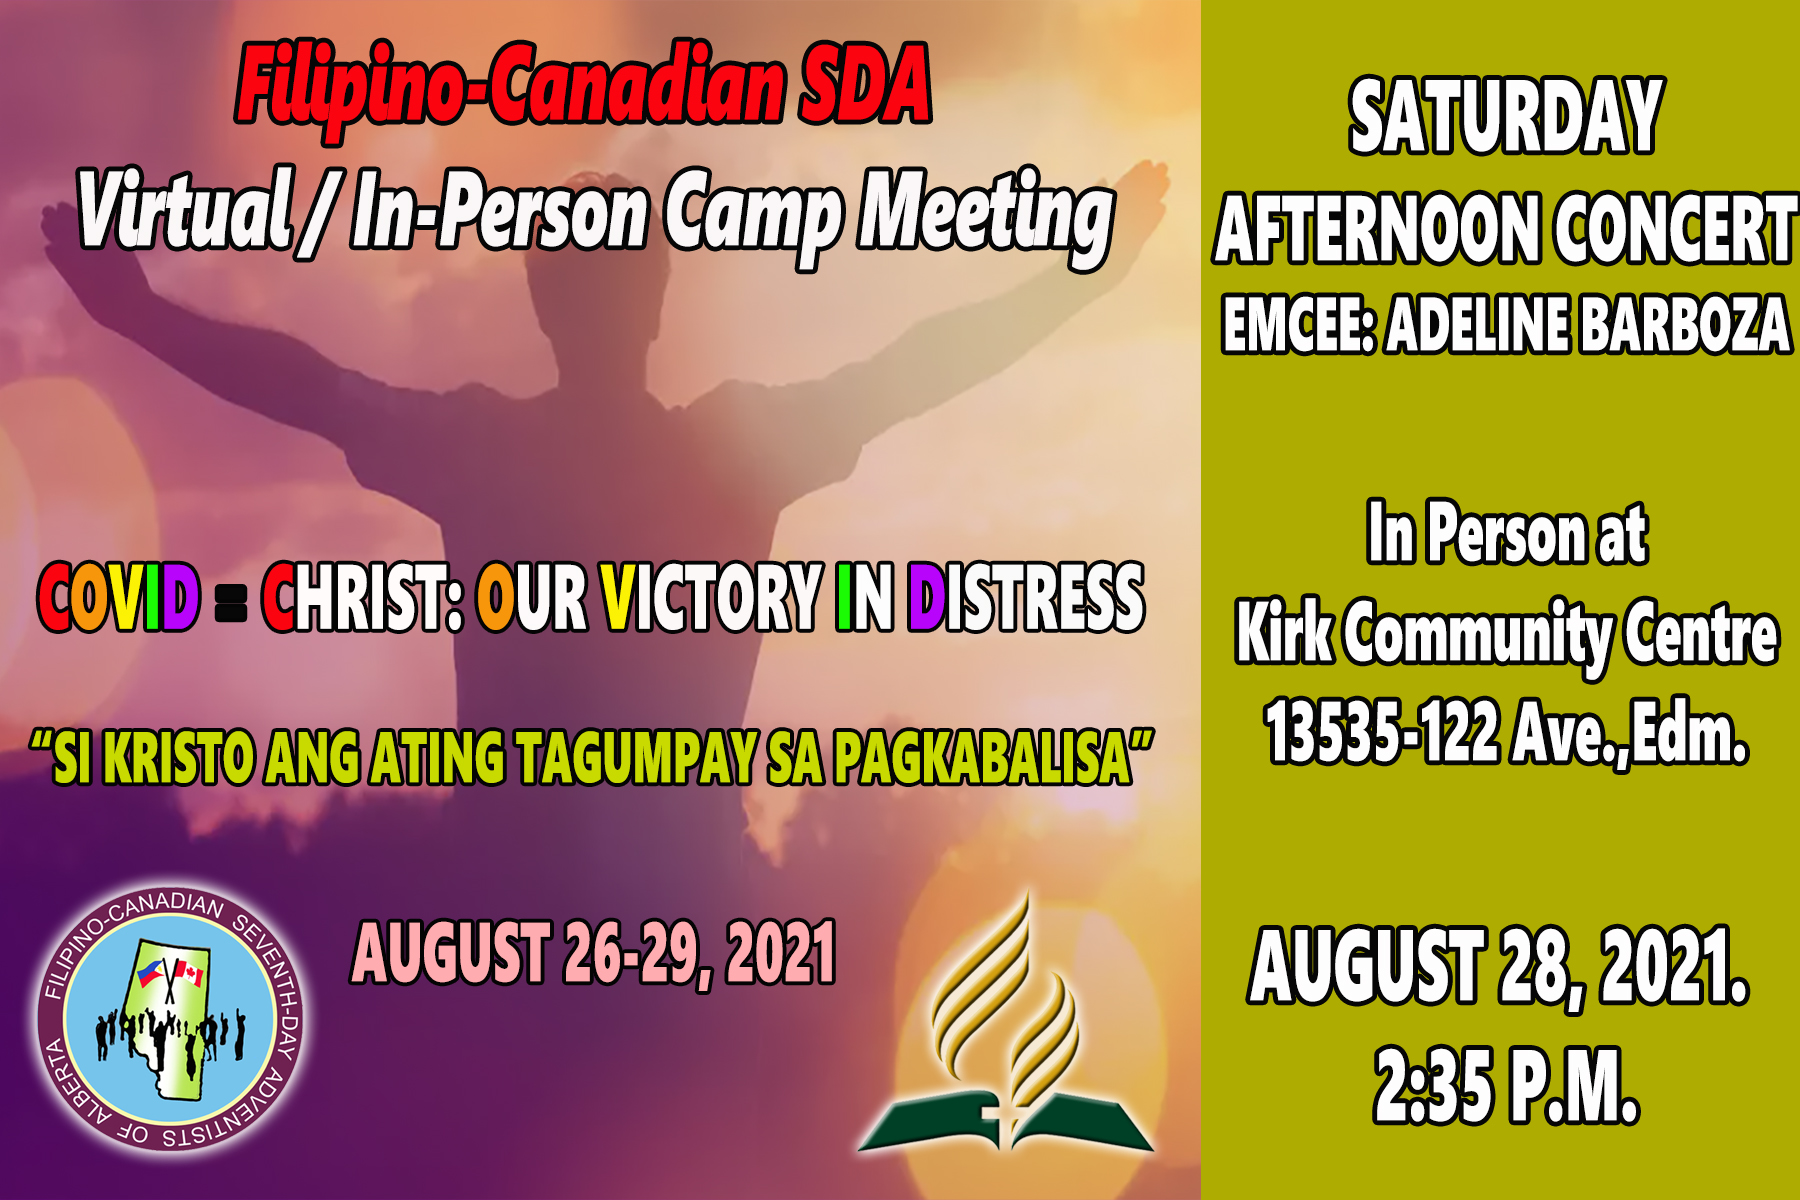 Filipino-Canadian SDA
Virtual / In-Person Camp Meeting
COVID = CHRIST: OUR VICTORY IN DISTRESS
“SI KRISTO ANG ATING TAGUMPAY SA PAGKABALISA”
AUGUST 26-29, 2021
FILIPINO-CANADIAN SEVENTH-DAY ADVENTISTS OF ALBERTA
SATURDAY
AFTERNOON CONCERT
EMCEE: ADELINE BARBOZA
In Person at
Kirk Community Centre
13535-122 Ave.,Edm.
AUGUST 28, 2021.
2:35 P.M.